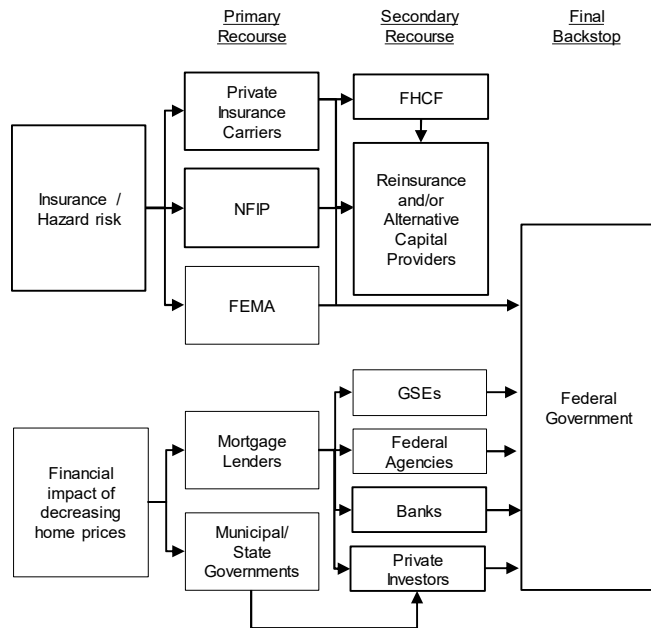 Primary
Recourse
Secondary
Recourse
Final
Backstop
Insurance /
Hazard risk
Private
Insurance
Carriers
NFIP
FEMA
FHCF
Reinsurance
and/or
Alternative
Capital
Providers
Federal
Government
Financial
impact of
decreasing
home prices
Mortgage
Lenders
Municipal/
State
Governments
GSEs
Federal
Agencies
Banks
Private
Investors